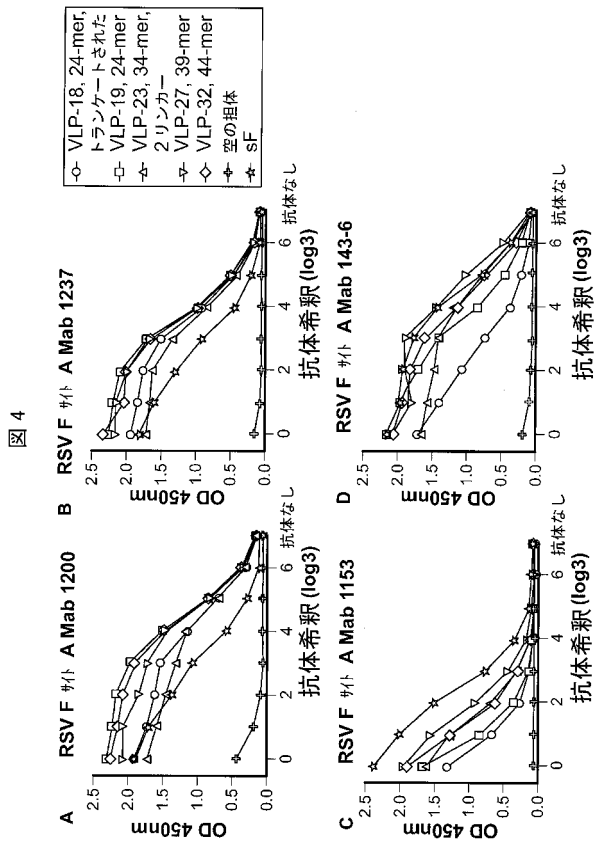 図 4
A
RSV F サイト A Mab 1200
OD 450nm
2.5
2.0
1.5
1.0
0.5
0.0
0
2
4
6
抗体なし
抗体希釈(log3)
B
RSV F サイト A Mab 1237
OD 450nm
2.5
2.0
1.5
1.0
0.5
0.0
0
2
4
6
抗体なし
抗体希釈(log3)
VLP-18, 24-mer,
トランケートされた
VLP-19, 24-mer
VLP-23, 34-mer,
2 リンカー
VLP-27, 39-mer
VLP-32, 44-mer
空の担体
sF
C
RSV F サイト A Mab 1153
OD 450nm
2.5
2.0
1.5
1.0
0.5
0.0
0
2
4
6
抗体なし
抗体希釈(log3)
D
RSV F サイト A Mab 143-6
OD 450nm
2.5
2.0
1.5
1.0
0.5
0.0
0
2
4
6
抗体なし
抗体希釈(log3)